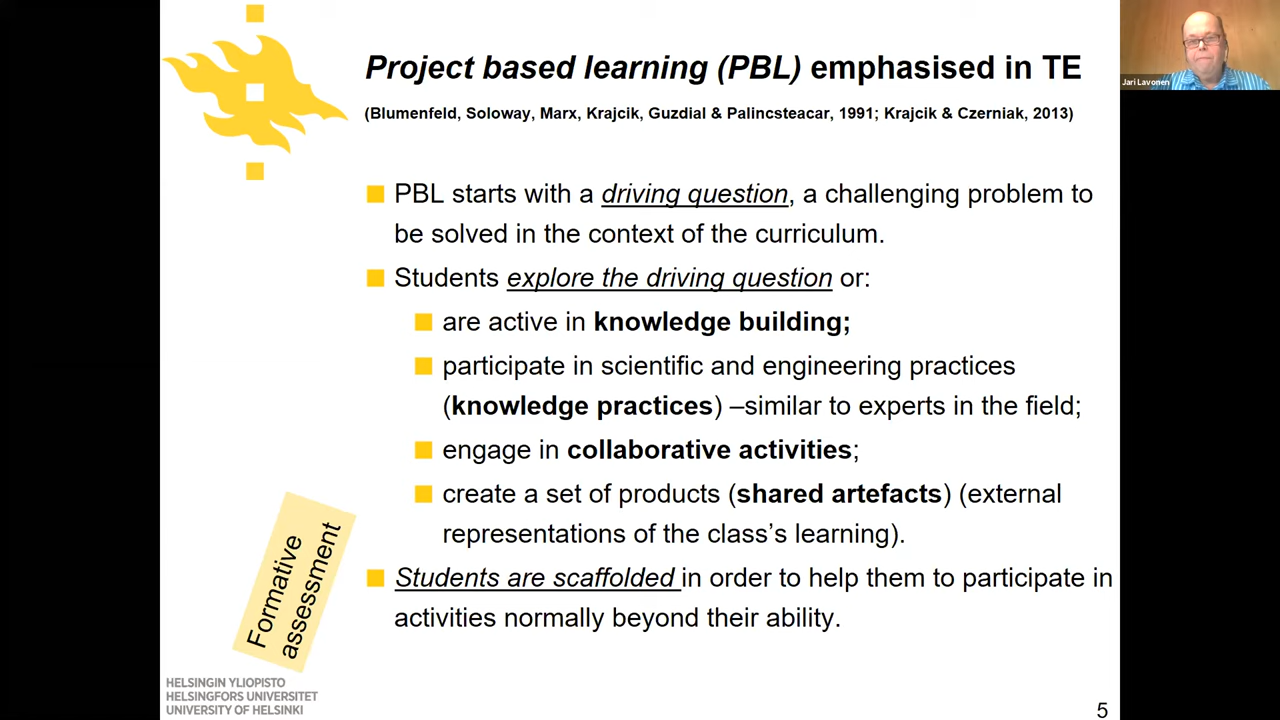 Project based learning (PBL) emphasised in TE
(Blumenfeld, Soloway, Marx, Krajcik, Guzdial & Palincsteacar, 1991; Krajcik & Czerniak, 2013)
Jari Lavonen
PBL starts with a driving question, a challenging problem to
be solved in the context of the curriculum.
Students explore the driving question or:
are active in knowledge building;
participate in scientific and engineering practices
(knowledge practices) –similar to experts in the field;
engage in collaborative activities;
create a set of products (shared artefacts) (external
representations of the class’s learning).
Students are scaffolded in order to help them to participate in
activities normally beyond their ability.
Formative
assessment
HELSINGIN YLIOPISTO
HELSINGFORS UNIVERSITET
UNIVERSITY OF HELSINKI
5